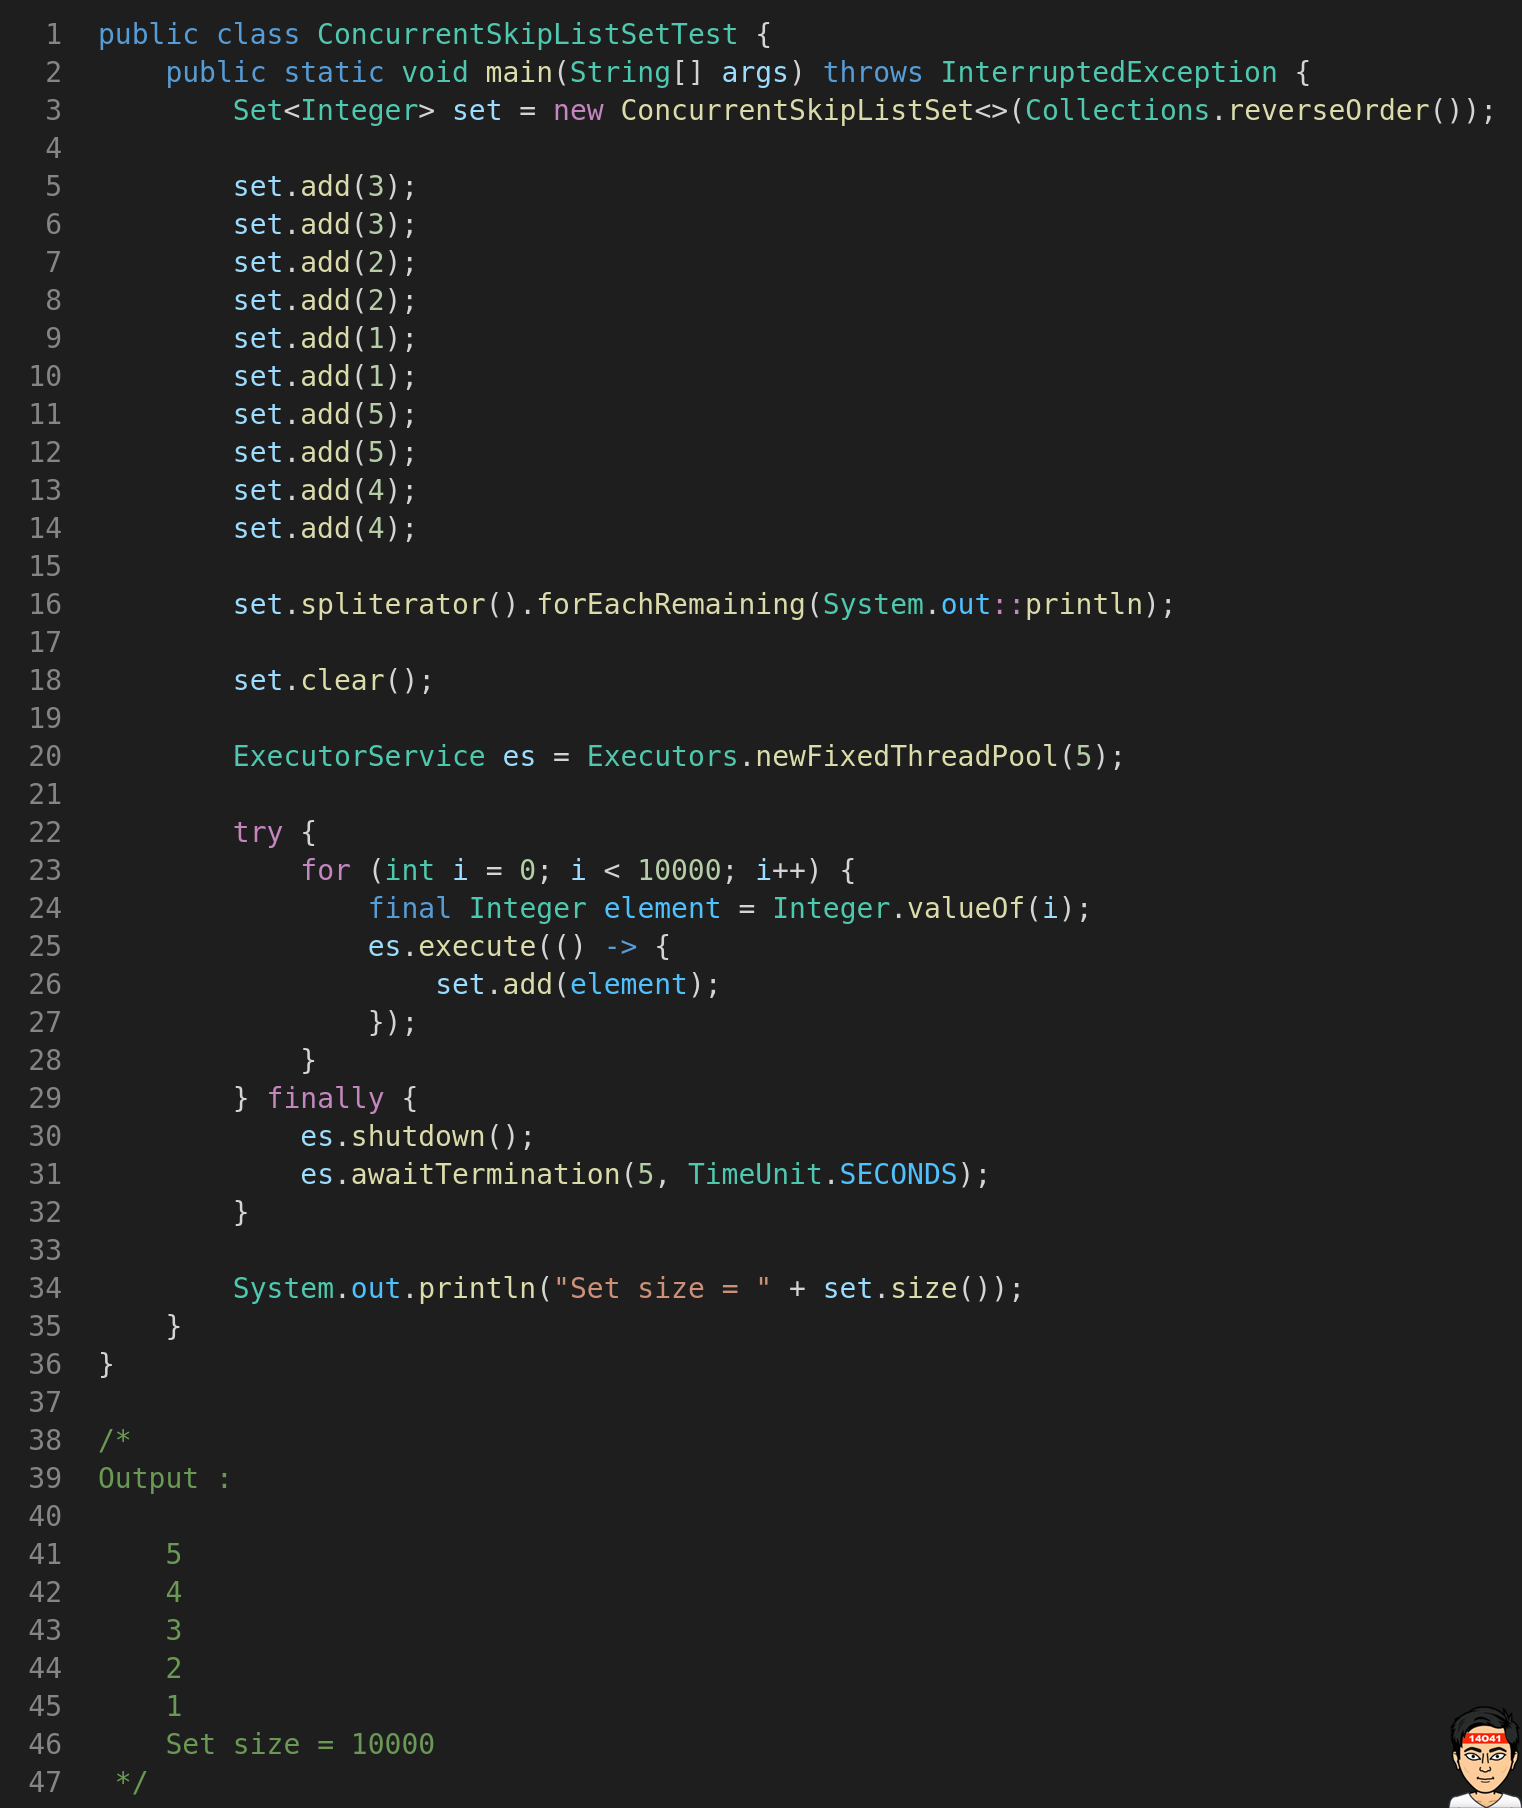 1 public class ConcurrentSkipListSetTest {
2     public static void main(String[] args) throws InterruptedException {
3         Set<Integer> set = new ConcurrentSkipListSet<>(Collections.reverseOrder());
4
5         set.add(3);
6         set.add(3);
7         set.add(2);
8         set.add(2);
9         set.add(1);
10         set.add(1);
11         set.add(5);
12         set.add(5);
13         set.add(4);
14         set.add(4);
15
16         set.spliterator().forEachRemaining(System.out::println);
17
18         set.clear();
19
20         ExecutorService es = Executors.newFixedThreadPool(5);
21
22         try {
23             for (int i = 0; i < 10000; i++) {
24                 final Integer element = Integer.valueOf(i);
25                 es.execute(() -> {
26                     set.add(element);
27                 });
28             }
29         } finally {
30             es.shutdown();
31             es.awaitTermination(5, TimeUnit.SECONDS);
32         }
33
34         System.out.println("Set size = " + set.size());
35     }
36 }
37
38 /*
39 Output :
40
41     5
42     4
43     3
44     2
45     1
46     Set size = 10000
47  */
14041